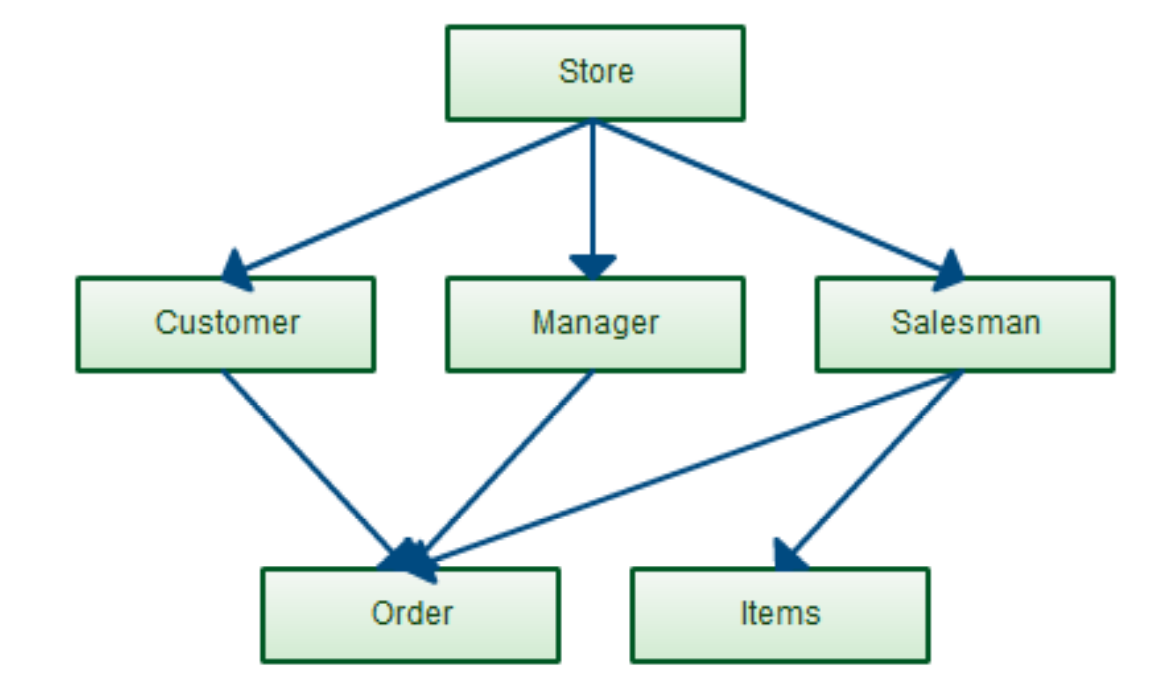 Store
Customer
Manager
Salesman
Order
Items